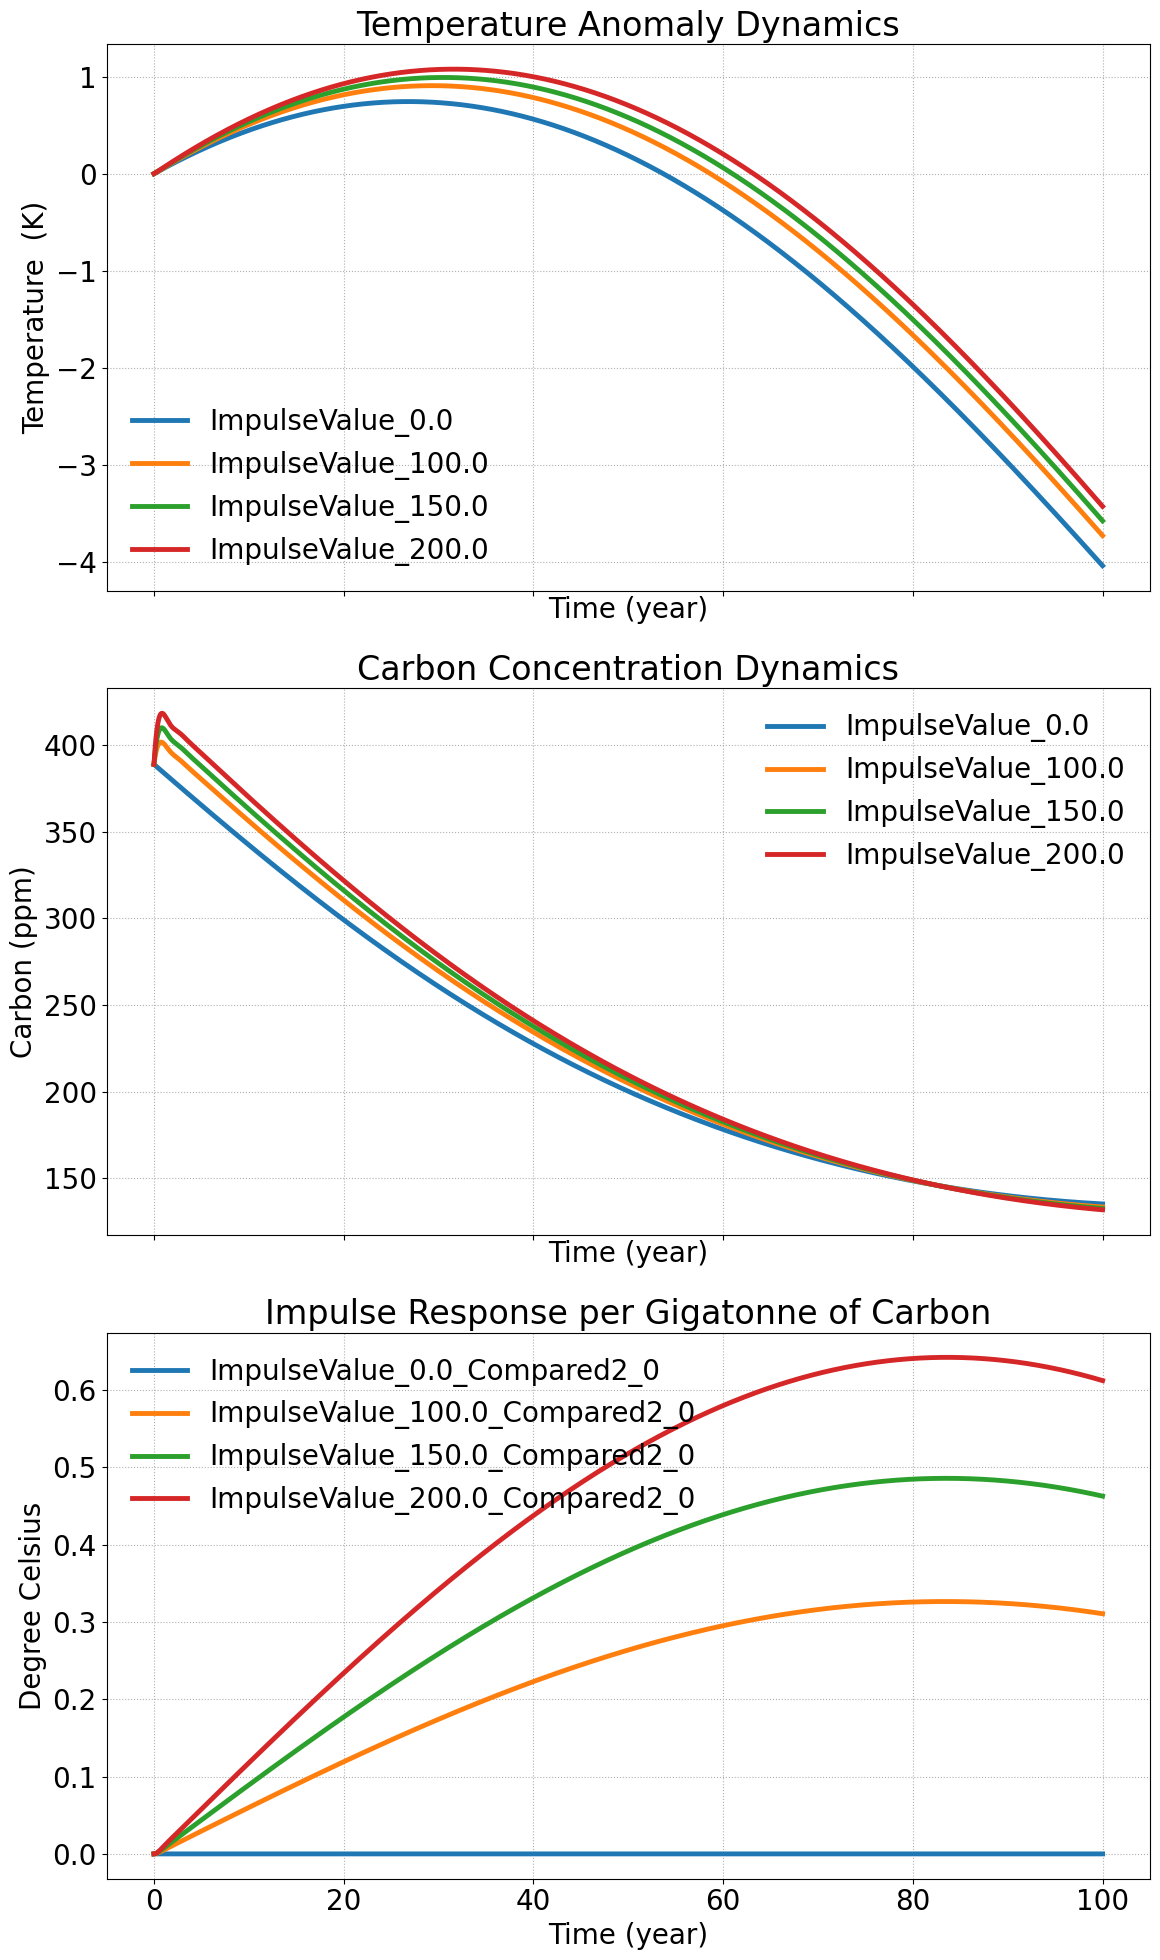 Temperature Anomaly Dynamics
1
0
−1
−2
−3
−4
Temperature  (K)
ImpulseValue_0.0
ImpulseValue_100.0
ImpulseValue_150.0
ImpulseValue_200.0
Time (year)
Carbon Concentration Dynamics
400
350
300
250
200
150
Carbon (ppm)
ImpulseValue_0.0
ImpulseValue_100.0
ImpulseValue_150.0
ImpulseValue_200.0
Time (year)
Impulse Response per Gigatonne of Carbon
0.6
0.5
0.4
0.3
0.2
0.1
0.0
Degree Celsius
ImpulseValue_0.0_Compared2_0
ImpulseValue_100.0_Compared2_0
ImpulseValue_150.0_Compared2_0
ImpulseValue_200.0_Compared2_0
0 20 40 60 80 100
Time (year)